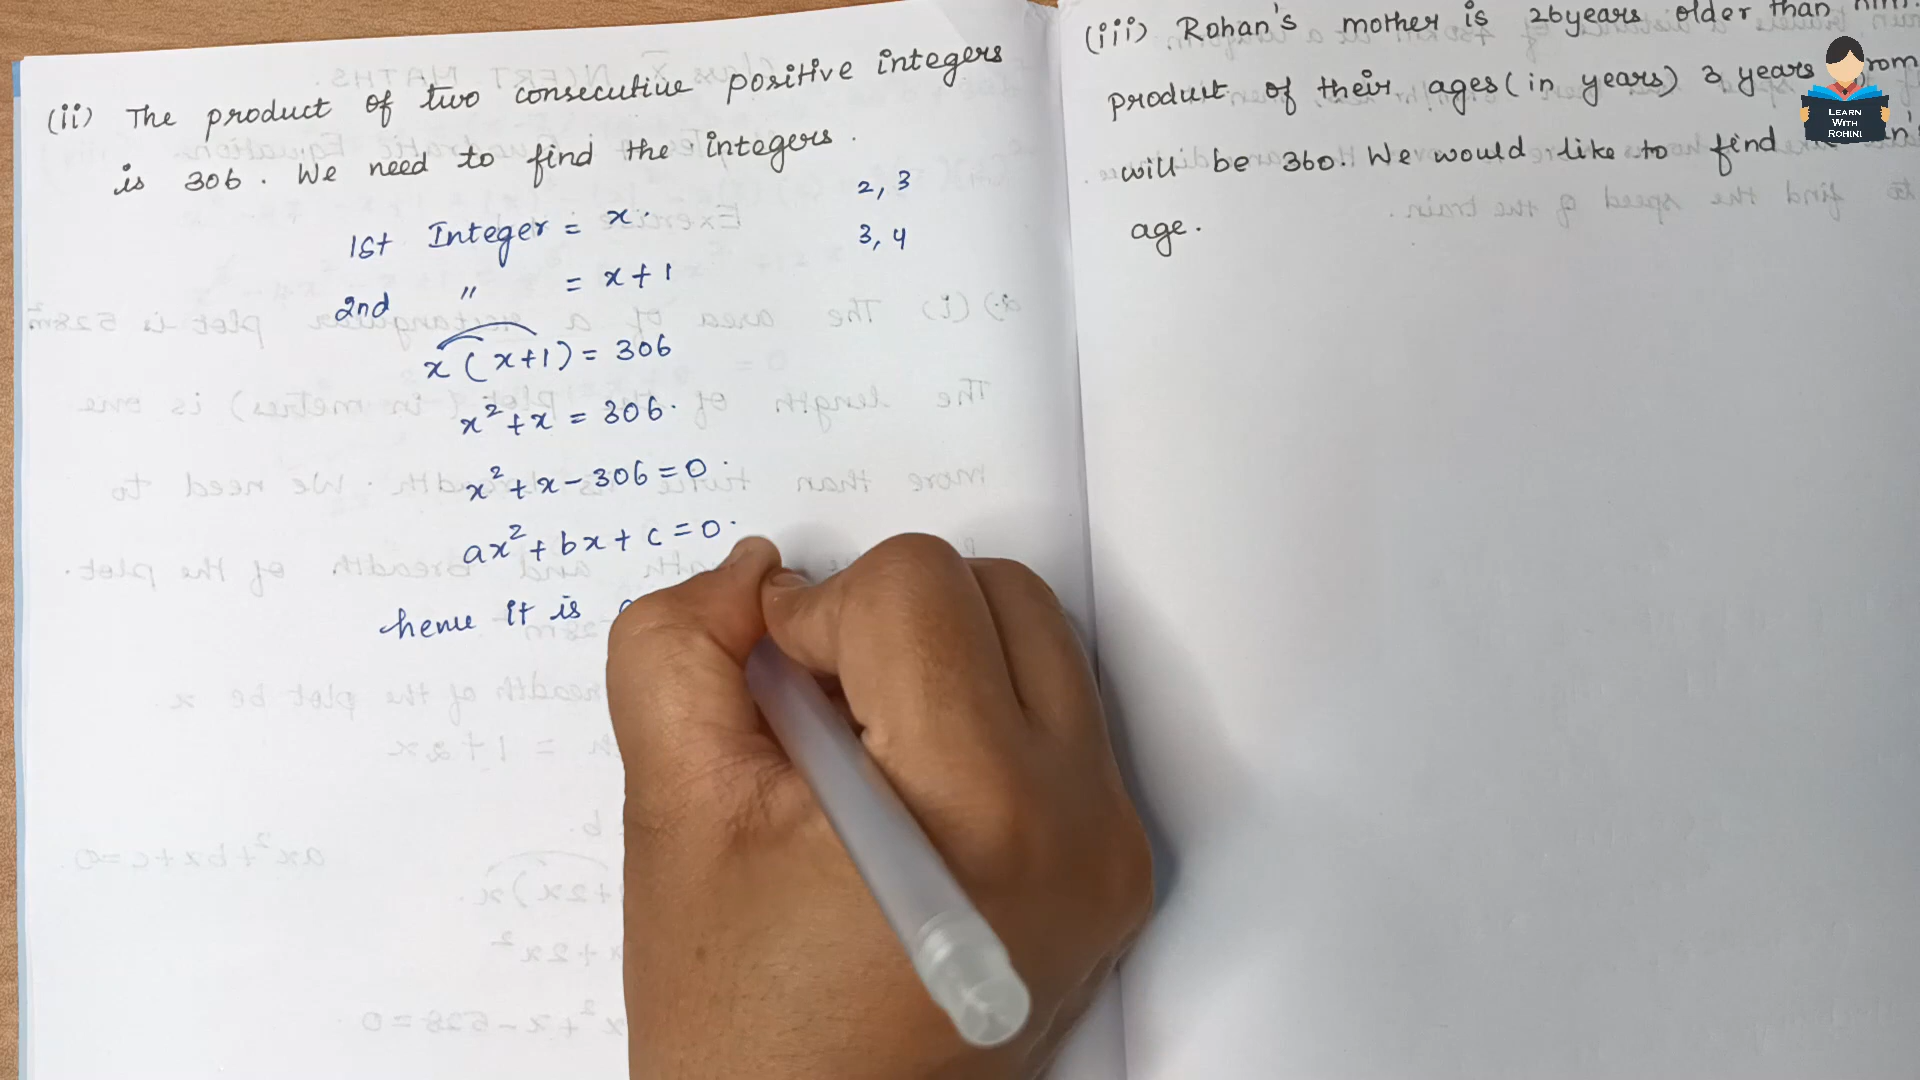 (ii) The product of two consecutive positive integers
is 306. We need to find the integers.
2, 3
1st Integer = x.
3, 4
2nd " = x+1
x(x+1) = 306
x²+x = 306.
x²+x-306=0.
ax²+bx+c=0.
hence it is
(iii) Rohan's mother is 26years older than him.
product of their ages(in years) 3 years from
will be 360. We would like to find
age.
LEARN
WITH
ROHINI